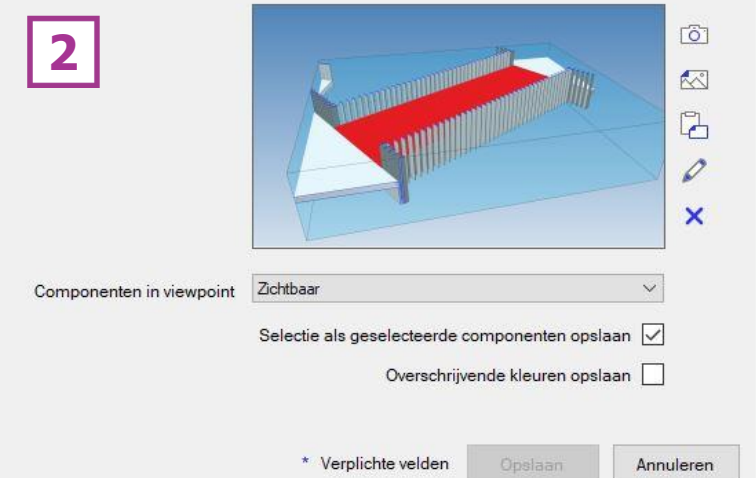 2
Componenten in viewpoint Zichtbaar
Selectie als geselecteerde componenten opslaan
Overschrijvende kleuren opslaan
* Verplichte velden Opslaan Annuleren